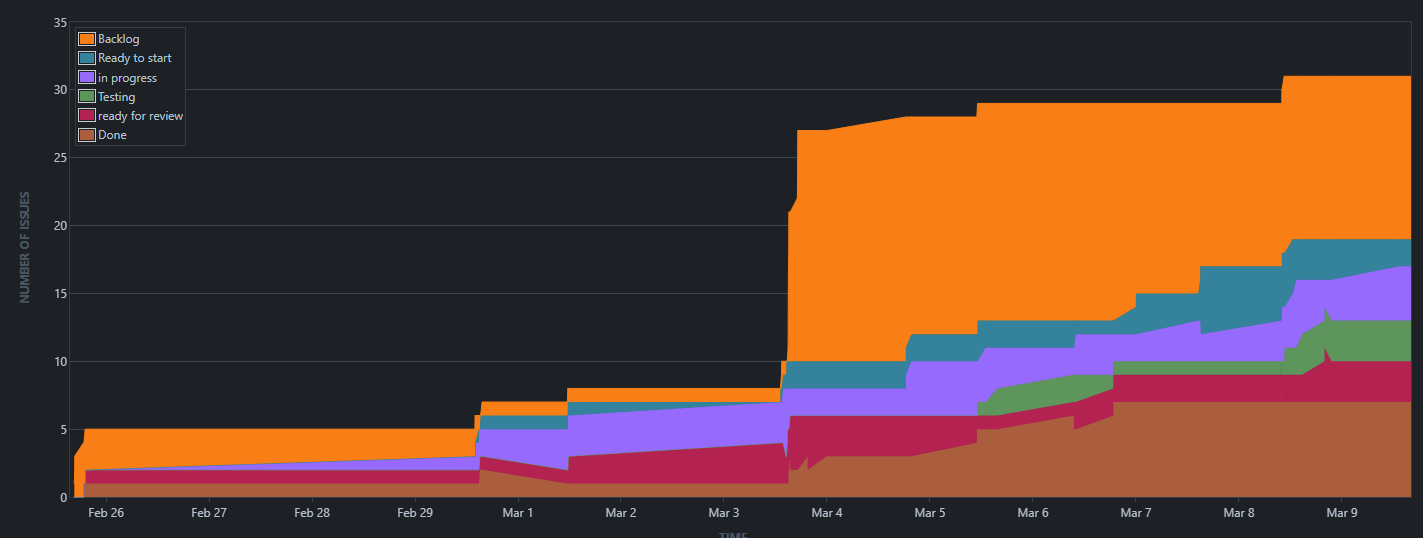 35
30
25
20
15
10
5
0
NUMBER OF ISSUES
Backlog
Ready to start
in progress
Testing
ready for review
Done
Feb 26 Feb 27 Feb 28 Feb 29 Mar 1 Mar 2 Mar 3 Mar 4 Mar 5 Mar 6 Mar 7 Mar 8 Mar 9
TIME